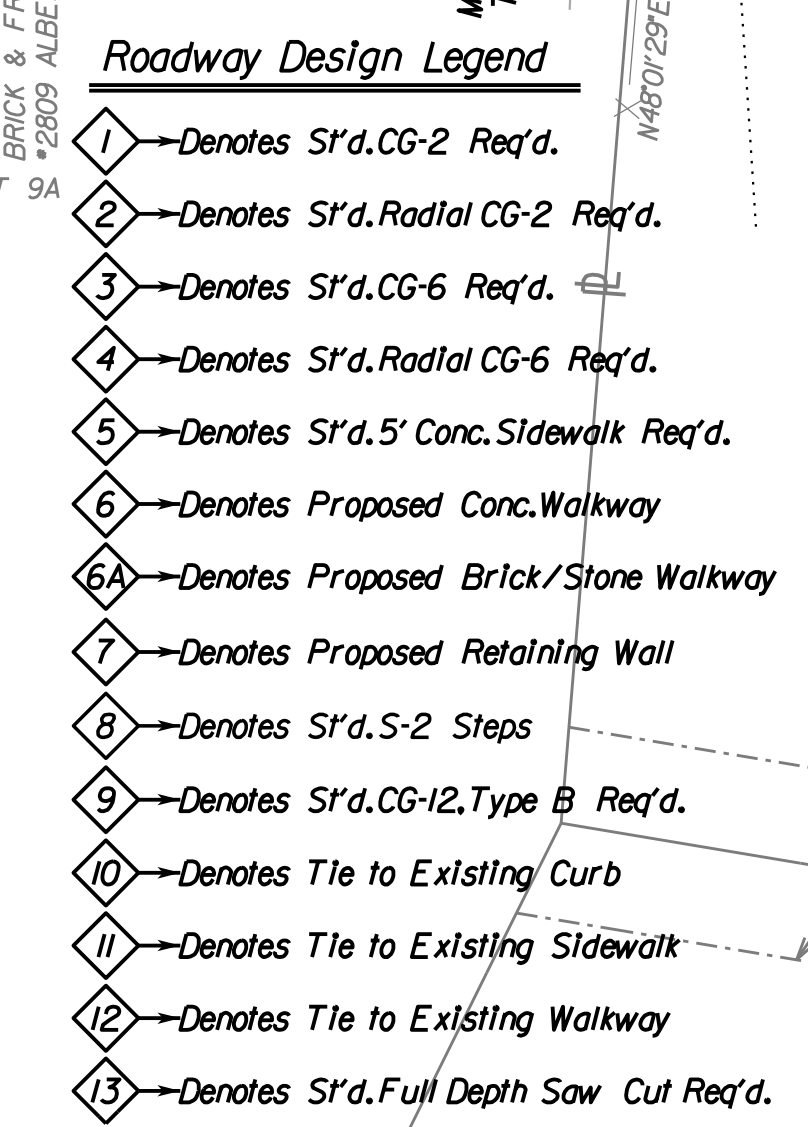 BRICK & FR
#2809 ALBE
9A
Roadway Design Legend
N48°01'29"E
1 Denotes St'd. CG-2 Req'd.
2 Denotes St'd. Radial CG-2 Req'd.
3 Denotes St'd. CG-6 Req'd.
PL
4 Denotes St'd. Radial CG-6 Req'd.
5 Denotes St'd. 5' Conc. Sidewalk Req'd.
6 Denotes Proposed Conc. Walkway
6A Denotes Proposed Brick/Stone Walkway
7 Denotes Proposed Retaining Wall
8 Denotes St'd. S-2 Steps
9 Denotes St'd. CG-12, Type B Req'd.
10 Denotes Tie to Existing Curb
11 Denotes Tie to Existing Sidewalk
12 Denotes Tie to Existing Walkway
13 Denotes St'd. Full Depth Saw Cut Req'd.